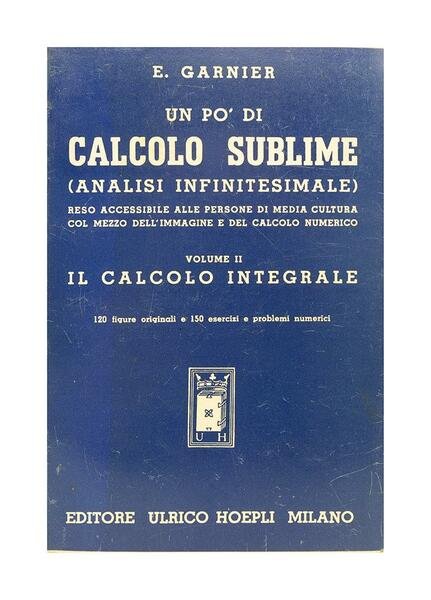 E. GARNIER
UN PO' DI
CALCOLO SUBLIME
(ANALISI INFINITESIMALE)
RESO ACCESSIBILE ALLE PERSONE DI MEDIA CULTURA
COL MEZZO DELL'IMMAGINE E DEL CALCOLO NUMERICO
VOLUME II
IL CALCOLO INTEGRALE
120 figure originali e 150 esercizi e problemi numerici
U H
EDITORE ULRICO HOEPLI MILANO